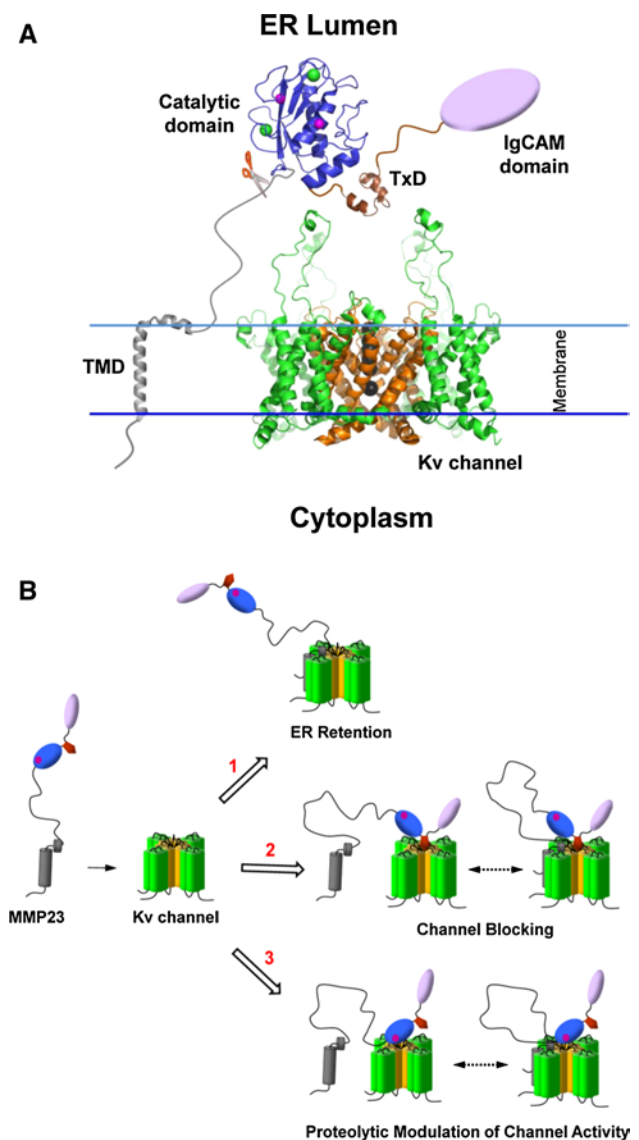 A
ER Lumen
Catalytic
domain
IgCAM
domain
TxD
TMD
Membrane
Kv channel
Cytoplasm
B
ER Retention
1
2
MMP23
Kv channel
Channel Blocking
3
Proteolytic Modulation of Channel Activity